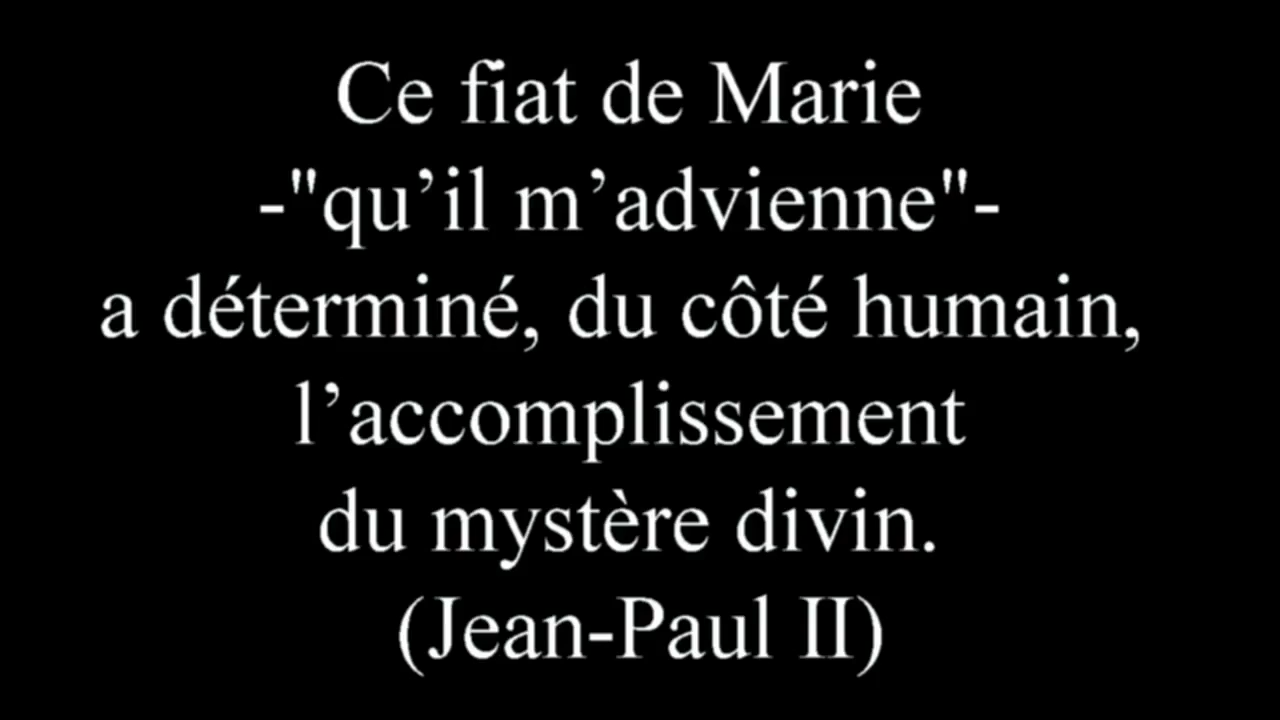 Ce fiat de Marie
-"qu’il m’advienne"-
a déterminé, du côté humain,
l’accomplissement
du mystère divin.
(Jean-Paul II)